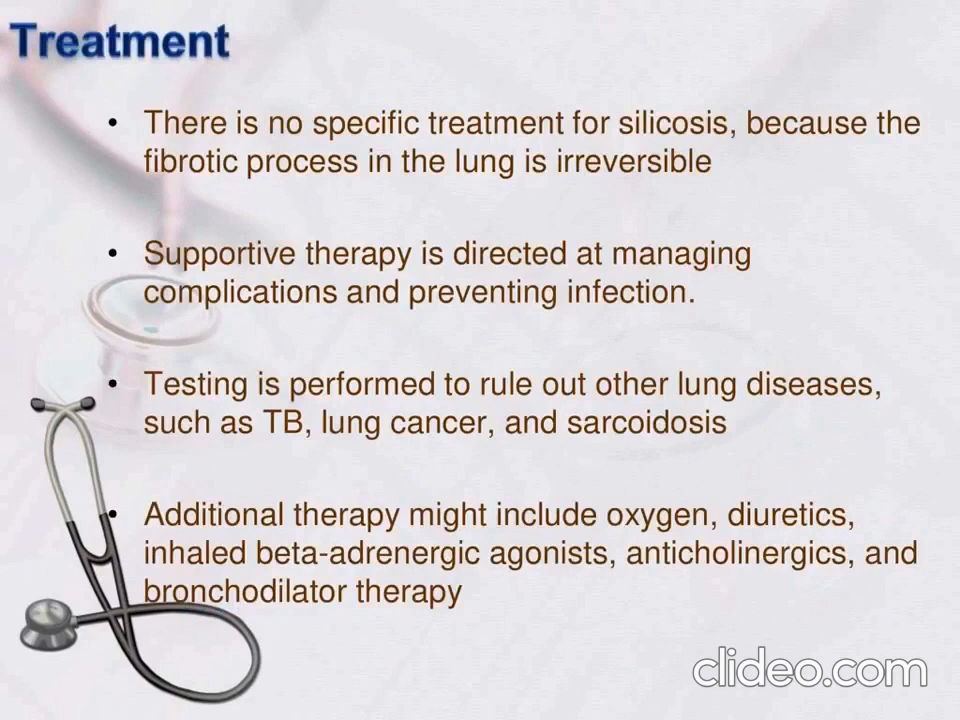 Treatment
• There is no specific treatment for silicosis, because the
fibrotic process in the lung is irreversible
• Supportive therapy is directed at managing
complications and preventing infection.
• Testing is performed to rule out other lung diseases,
such as TB, lung cancer, and sarcoidosis
• Additional therapy might include oxygen, diuretics,
inhaled beta-adrenergic agonists, anticholinergics, and
bronchodilator therapy
clideo.com